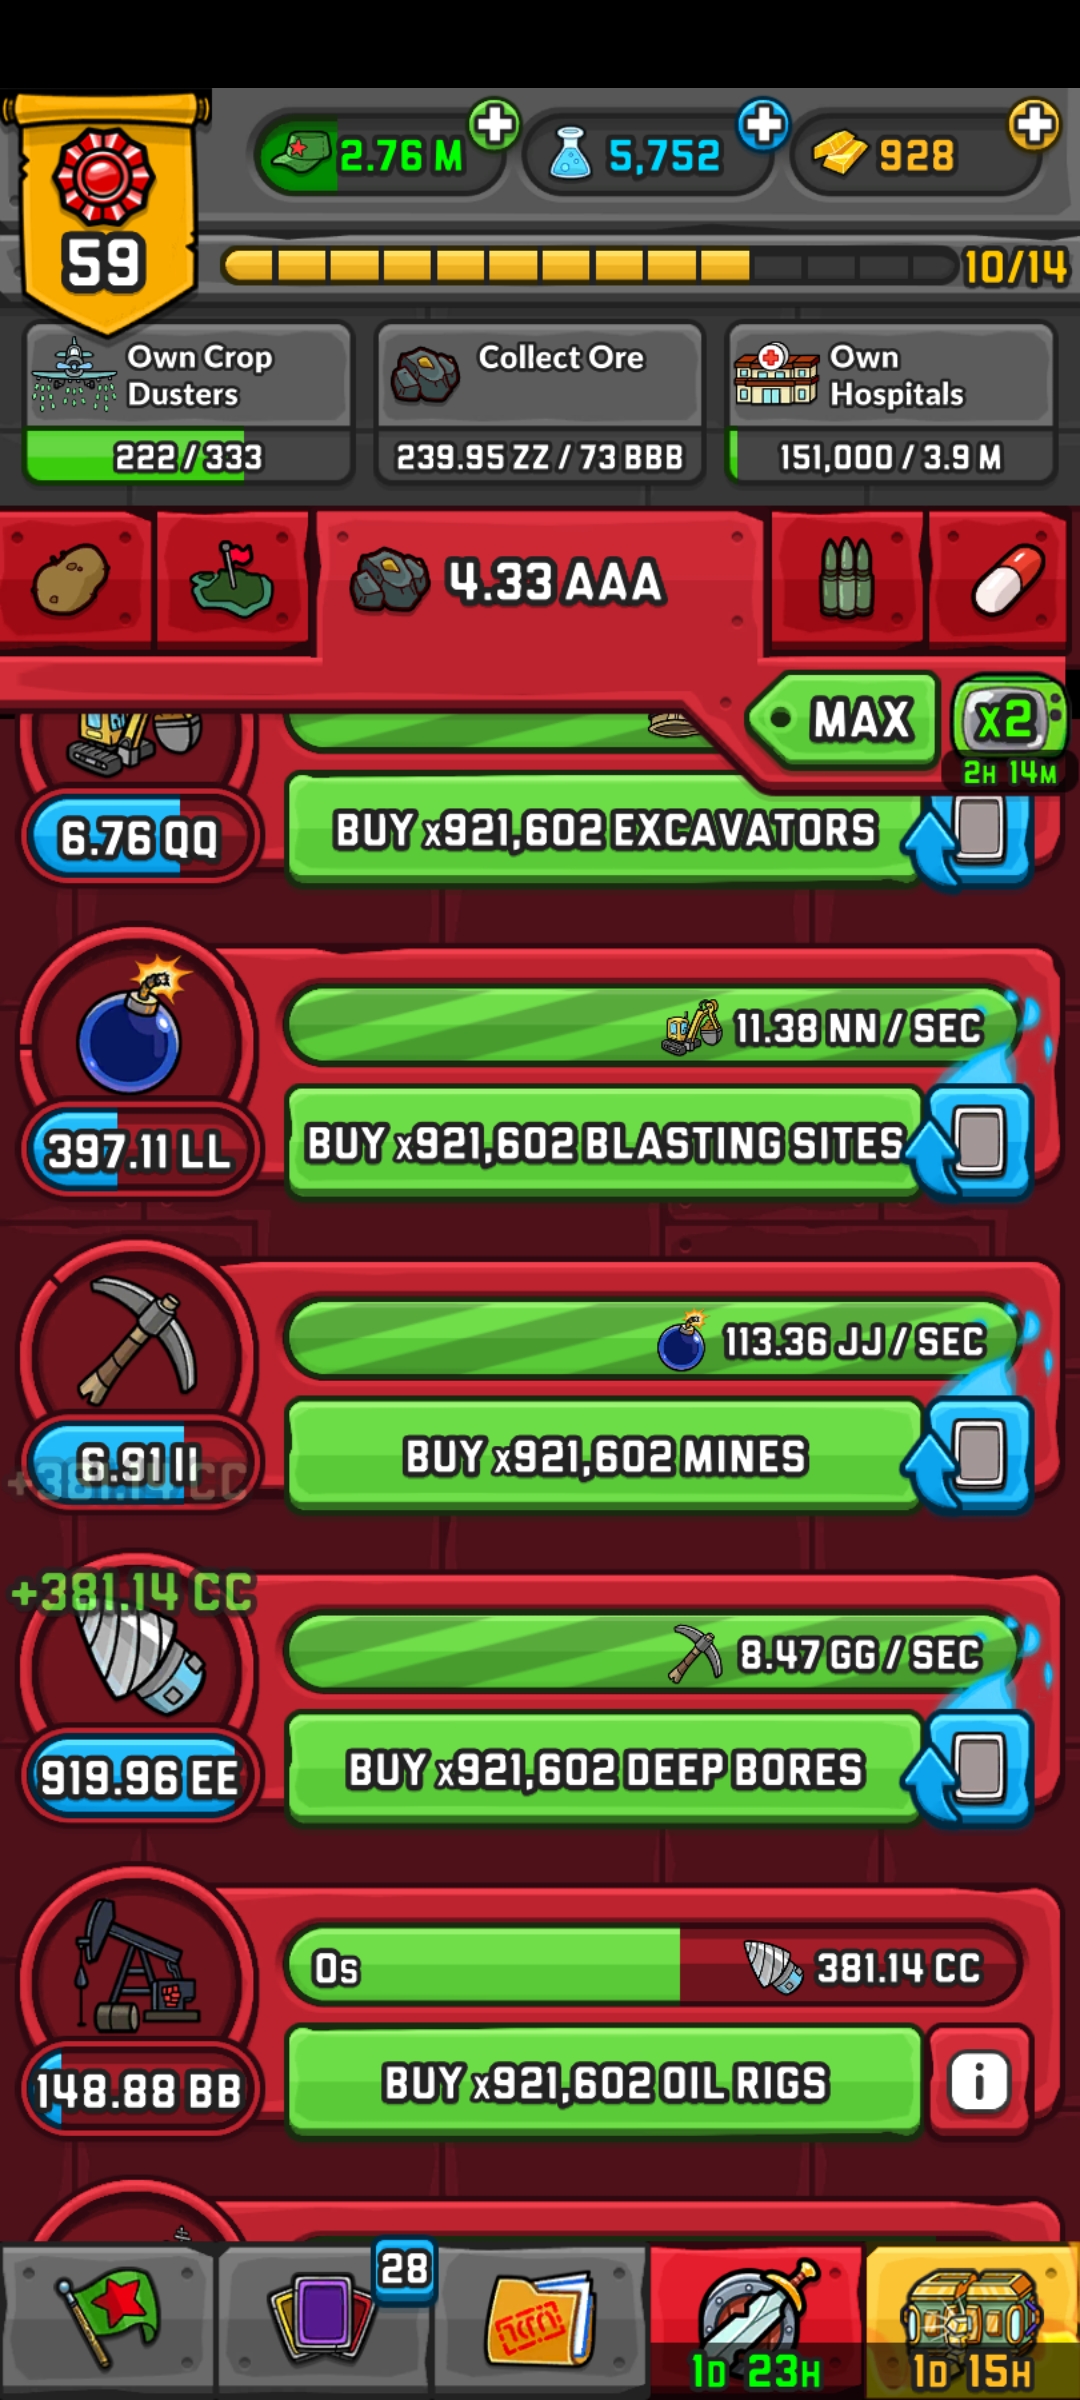 2.76 M
5,752
928
59
10/14
Own Crop
Dusters
222 / 333
Collect Ore
239.95 ZZ / 73 BBB
Own
Hospitals
151,000 / 3.9 M
4.33 AAA
MAX
x2
2H 14M
6.76 QQ
BUY x921,602 EXCAVATORS
11.38 NN / SEC
397.11 LL
BUY x921,602 BLASTING SITES
113.36 JJ / SEC
6.91 II
+381.14 CC
BUY x921,602 MINES
+381.14 CC
8.47 GG / SEC
919.96 EE
BUY x921,602 DEEP BORES
0s
381.14 CC
148.88 BB
BUY x921,602 OIL RIGS
i
28
1D 23H
1D 15H